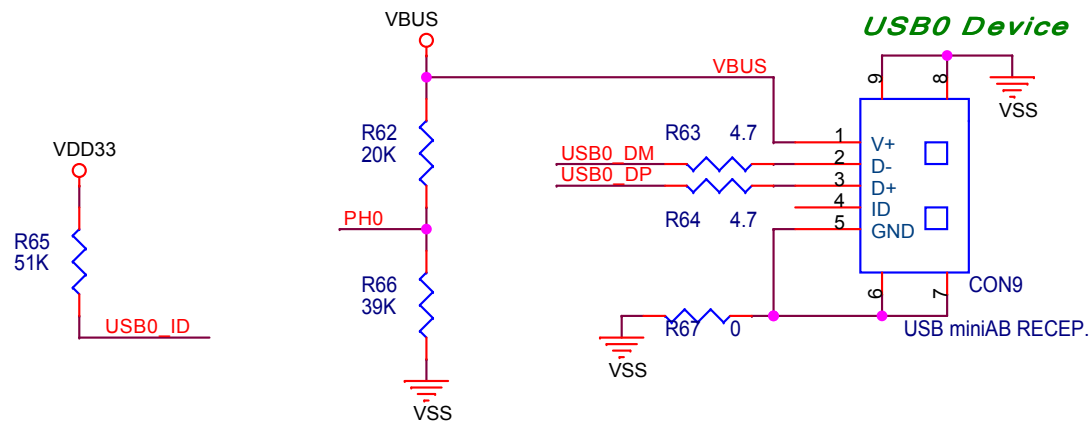 USB0 Device
VBUS
VBUS
9
8
VSS
VDD33
R62
20K
R63 4.7
1
V+
USB0_DM
2
D-
USB0_DP
3
D+
4
ID
PH0
R64 4.7
5
GND
R65
51K
R66
39K
6
7
CON9
USB0_ID
R67 0
USB miniAB RECEP.
VSS
VSS